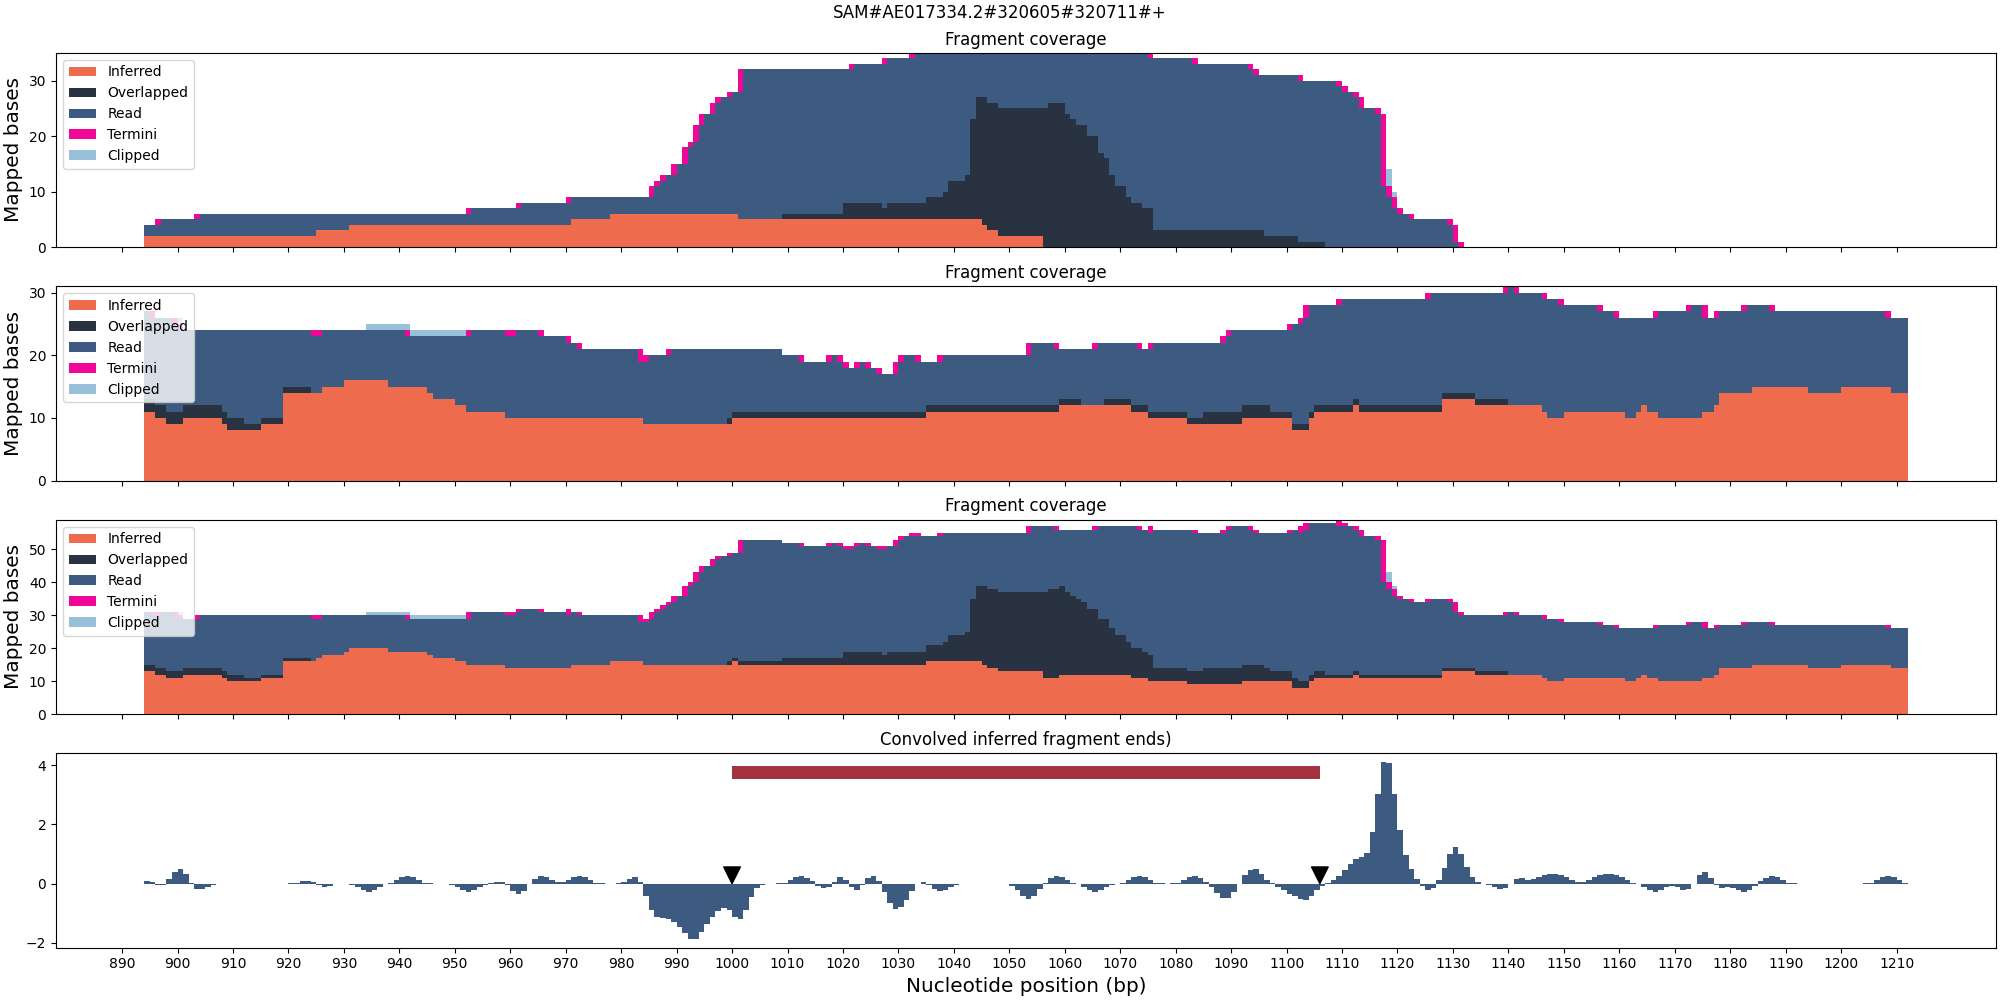 SAM#AE017334.2#320605#320711#+
Fragment coverage
Mapped bases
30
20
10
0
Inferred
Overlapped
Read
Termini
Clipped
Fragment coverage
Mapped bases
30
20
10
0
Inferred
Overlapped
Read
Termini
Clipped
Fragment coverage
Mapped bases
50
40
30
20
10
0
Inferred
Overlapped
Read
Termini
Clipped
Convolved inferred fragment ends)
4
2
0
−2
890 900 910 920 930 940 950 960 970 980 990 1000 1010 1020 1030 1040 1050 1060 1070 1080 1090 1100 1110 1120 1130 1140 1150 1160 1170 1180 1190 1200 1210
Nucleotide position (bp)